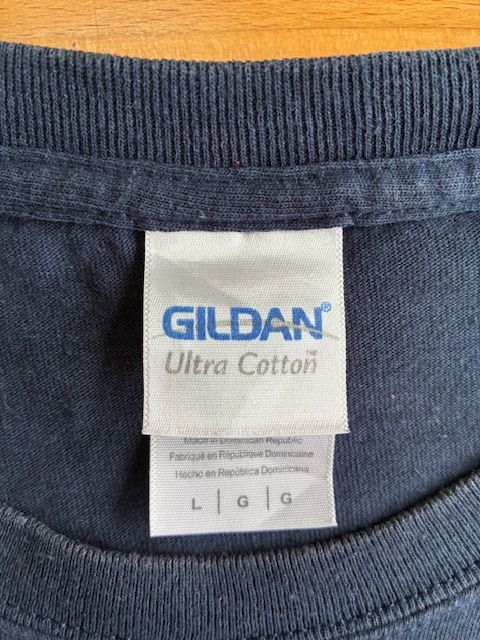 GILDAN®
Ultra Cotton™
Made in Dominican Republic
Fabriqué en République Dominicaine
Hecho en República Dominicana
L | G | G